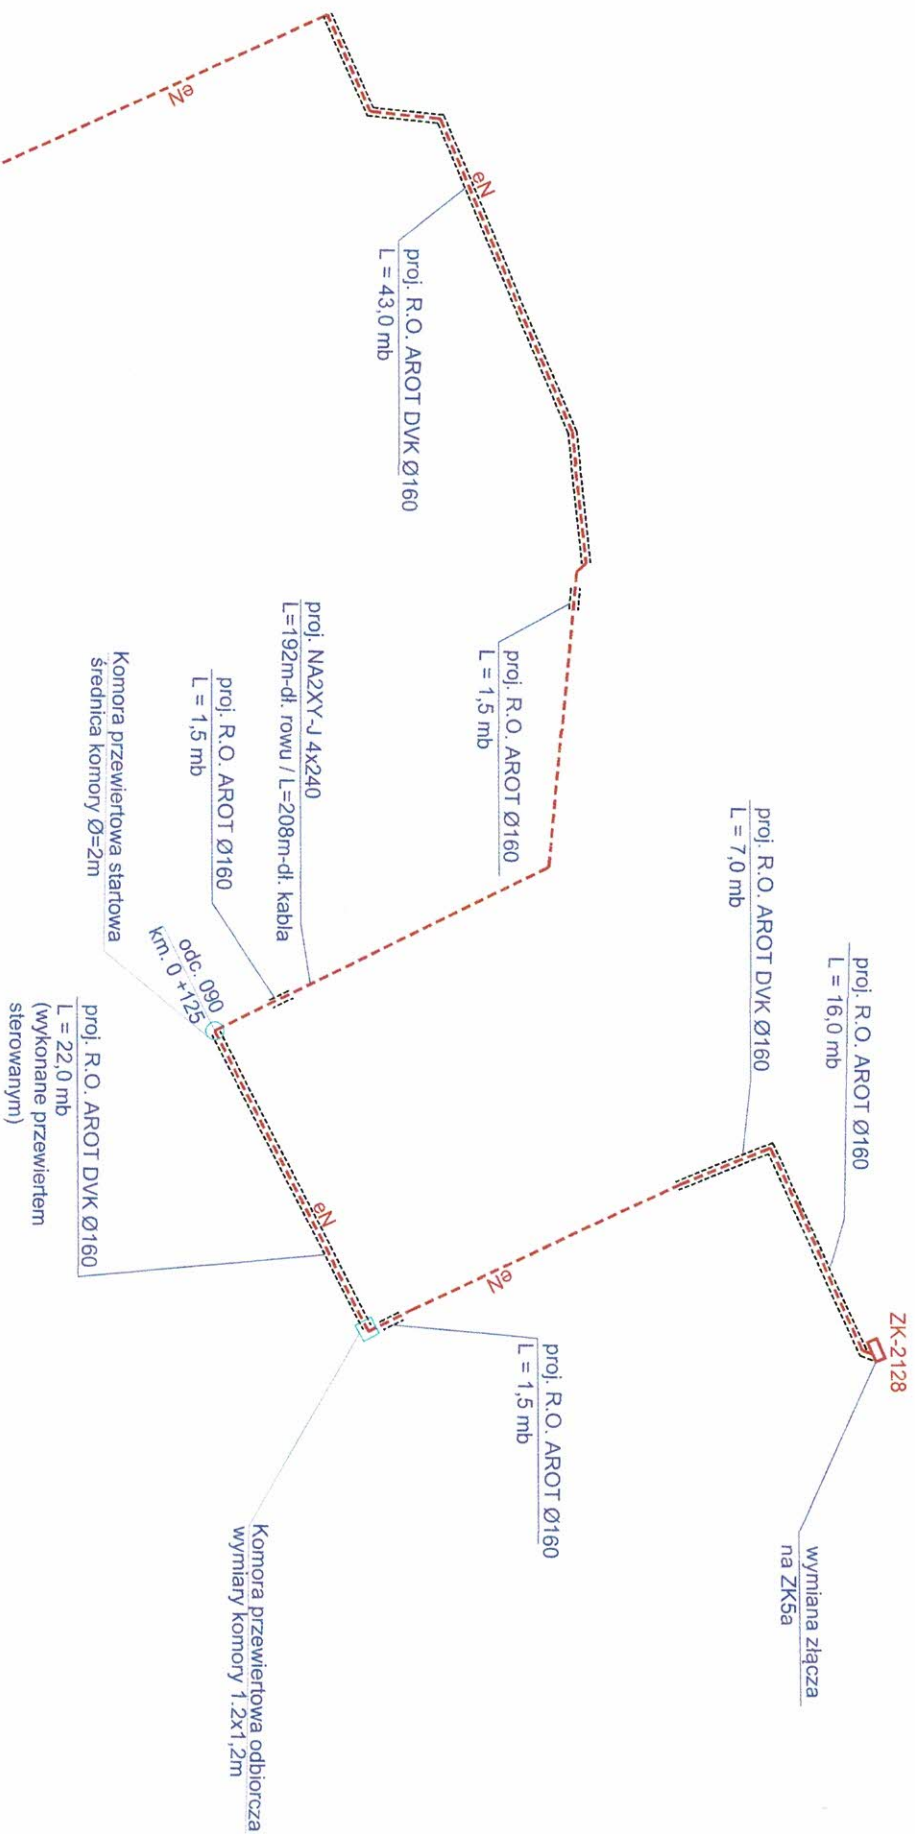 ZK-2128
wymiana złącza
na ZK5a
proj. R.O. AROT Ø160
L = 16,0 mb
proj. R.O. AROT DVK Ø160
L = 7,0 mb
proj. R.O. AROT Ø160
L = 1,5 mb
eN
proj. R.O. AROT Ø160
L = 1,5 mb
eN
proj. R.O. AROT DVK Ø160
L = 43,0 mb
eN
proj. NA2XY-J 4x240
L=192m-dł. rowu / L=208m-dł. kabla
proj. R.O. AROT Ø160
L = 1,5 mb
odc. 090
km. 0 +125
Komora przewiertowa startowa
średnica komory Ø=2m
eN
proj. R.O. AROT DVK Ø160
L = 22,0 mb
(wykonane przewiertem
sterowanym)
Komora przewiertowa odbiorcza
wymiary komory 1.2x1,2m